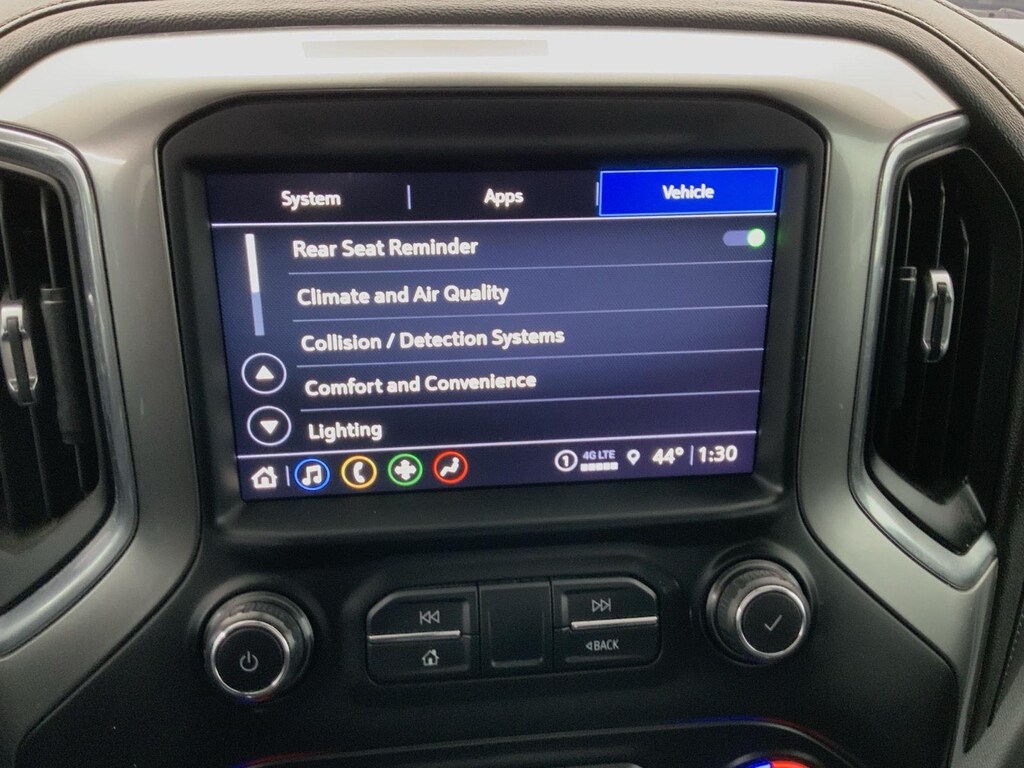 System Apps Vehicle
Rear Seat Reminder
Climate and Air Quality
Collision / Detection Systems
Comfort and Convenience
Lighting
1 4G LTE 44° 1:30
BACK